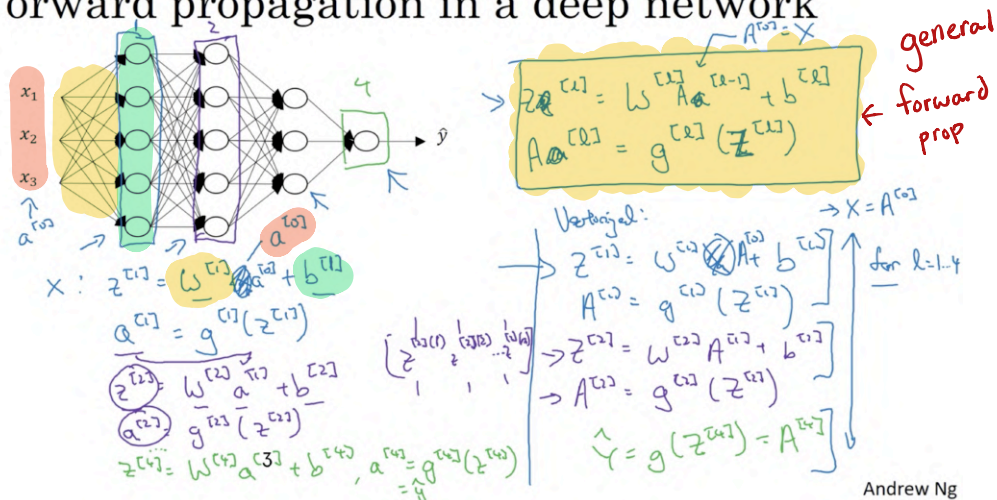 orward propagation in a deep network
1
2
A^[0] = X
general
forward
prop
4
x₁
x₂
x₃
ŷ
a^[0]
Z^[l] = W^[l] A^[l-1] + b^[l]
A^[l] = g^[l] (Z^[l])
a^[0]
X : z^[1] = W^[1] a^[0] + b^[1]
a^[1] = g^[1] (z^[1])
z^[2] = W^[2] a^[1] + b^[2]
a^[2] = g^[2] (z^[2])
z^[4] = W^[4] a^[3] + b^[4] , a^[4] = g^[4] (z^[4])
= ŷ
Vectorized:
→ X = A^[0]
Z^[1] = W^[1] A^[0] + b^[1]
for l=1..4
A^[1] = g^[1] (Z^[1])
→ Z^[2] = W^[2] A^[1] + b^[2]
→ A^[2] = g^[2] (Z^[2])
Ŷ = g(Z^[4]) = A^[4]
Andrew Ng